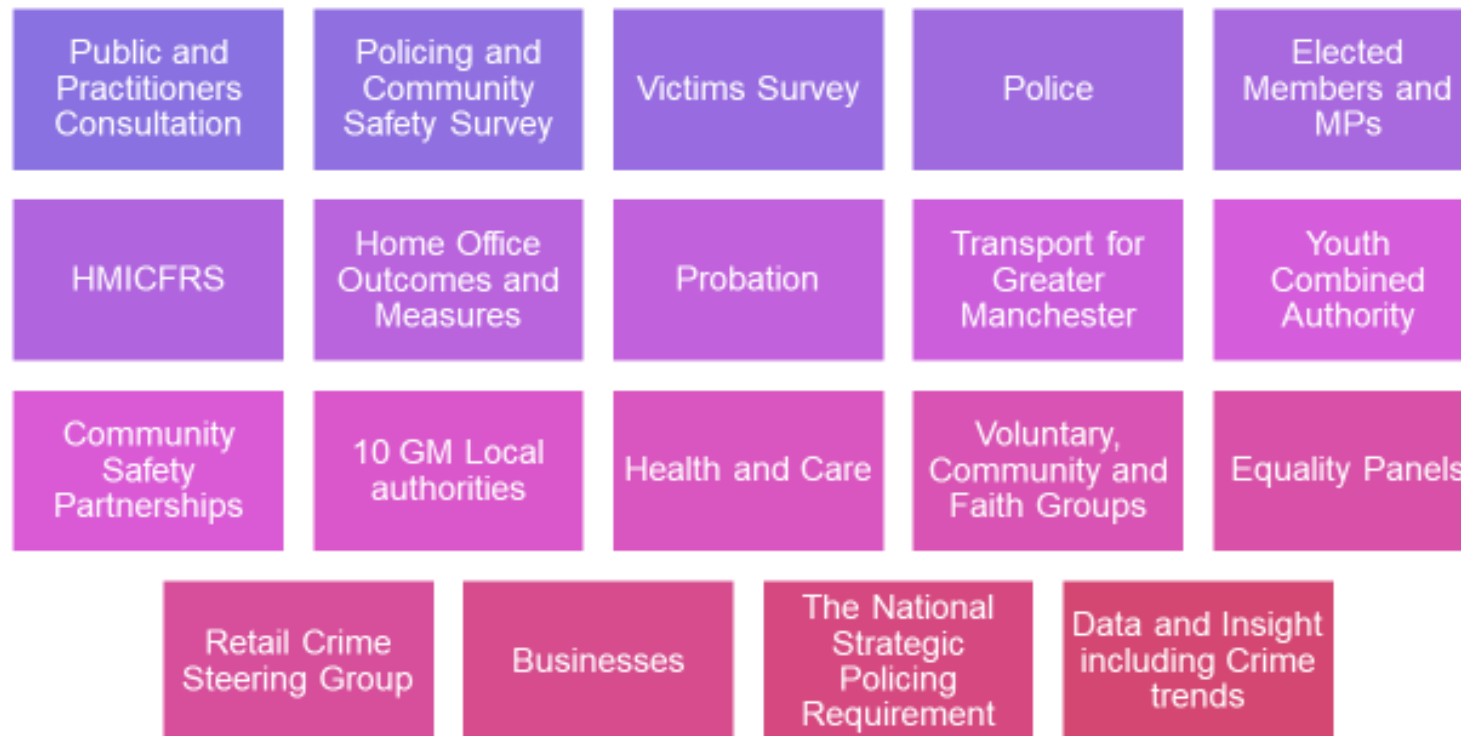 Public and
Practitioners
Consultation
Policing and
Community
Safety Survey
Victims Survey
Police
Elected
Members and
MPs
HMICFRS
Home Office
Outcomes and
Measures
Probation
Transport for
Greater
Manchester
Youth
Combined
Authority
Community
Safety
Partnerships
10 GM Local
authorities
Health and Care
Voluntary,
Community and
Faith Groups
Equality Panels
Retail Crime
Steering Group
Businesses
The National
Strategic
Policing
Requirement
Data and Insight
including Crime
trends